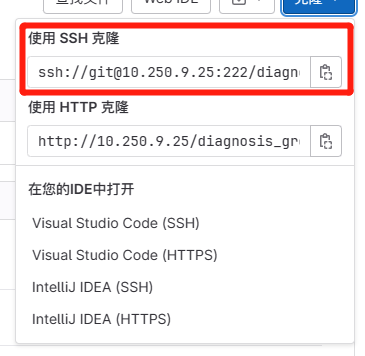 查找文件 Web IDE 克隆
使用 SSH 克隆
ssh://git@10.250.9.25:222/diagn
使用 HTTP 克隆
http://10.250.9.25/diagnosis_gr
在您的IDE中打开
Visual Studio Code (SSH)
Visual Studio Code (HTTPS)
IntelliJ IDEA (SSH)
IntelliJ IDEA (HTTPS)